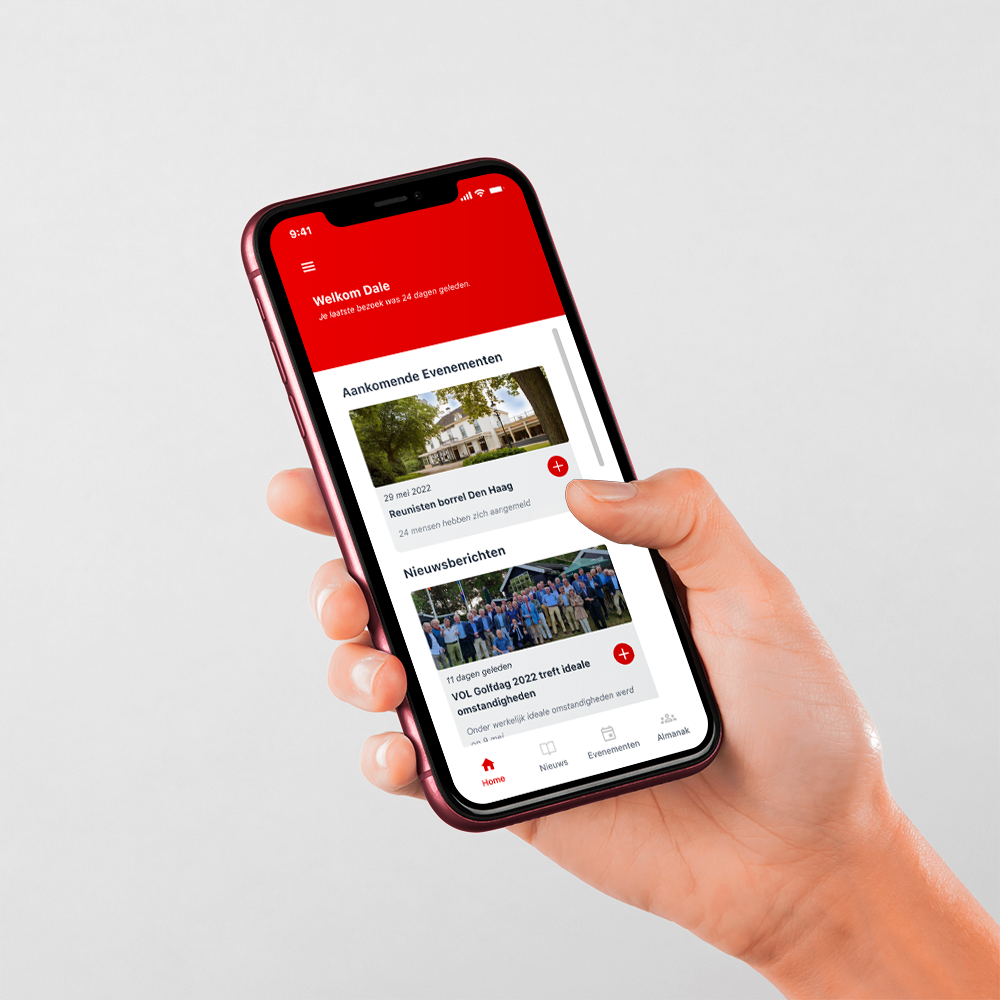 9:41
Welkom Dale
Je laatste bezoek was 24 dagen geleden.
Aankomende Evenementen
29 mei 2022
Reunisten borrel Den Haag
24 mensen hebben zich aangemeld
Nieuwsberichten
11 dagen geleden
VOL Golfdag 2022 treft ideale
omstandigheden
Onder werkelijk ideale omstandigheden werd
op 9 mei
Home
Nieuws
Evenementen
Almanak